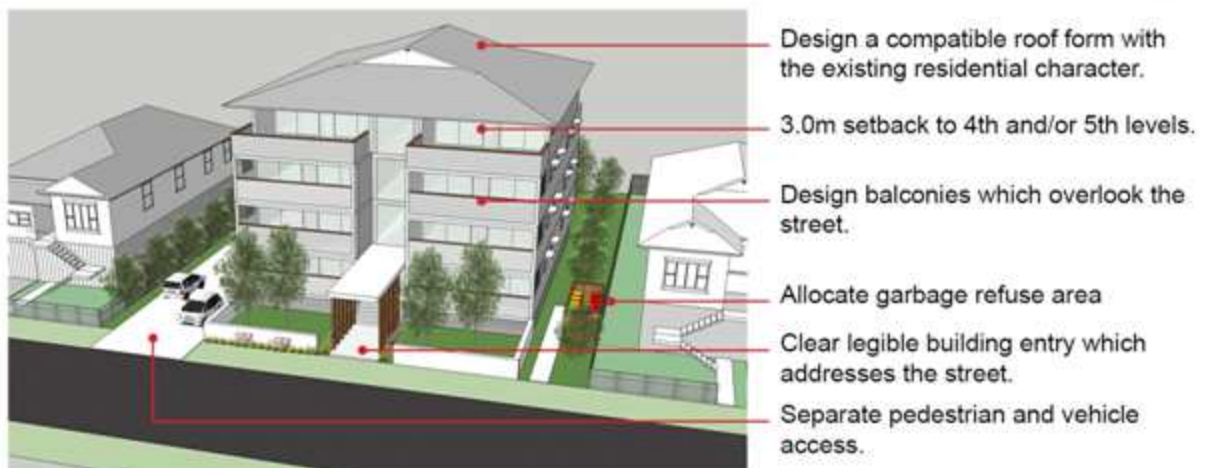 Design a compatible roof form with
the existing residential character.
3.0m setback to 4th and/or 5th levels.
Design balconies which overlook the
street.
Allocate garbage refuse area
Clear legible building entry which
addresses the street.
Separate pedestrian and vehicle
access.